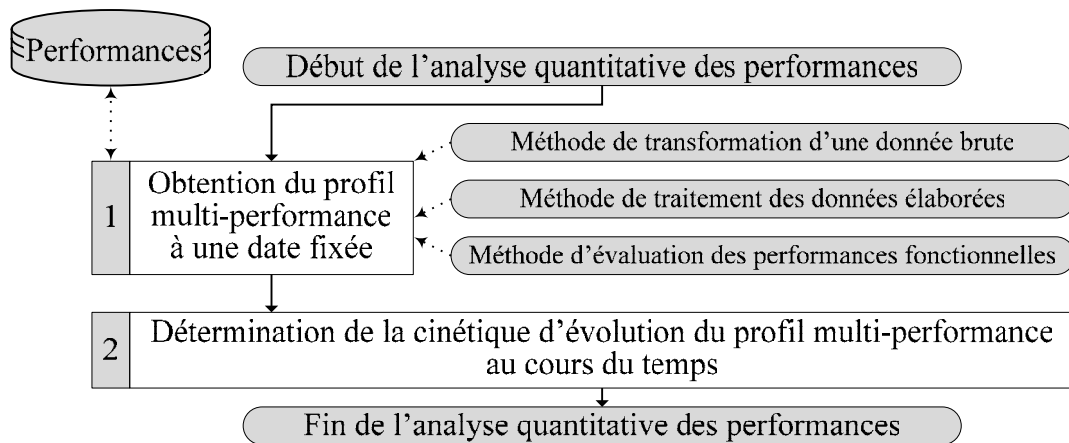 Performances
Début de l'analyse quantitative des performances
Méthode de transformation d'une donnée brute
1
Obtention du profil
multi-performance
à une date fixée
Méthode de traitement des données élaborées
Méthode d'évaluation des performances fonctionnelles
2
Détermination de la cinétique d'évolution du profil multi-performance
au cours du temps
Fin de l'analyse quantitative des performances